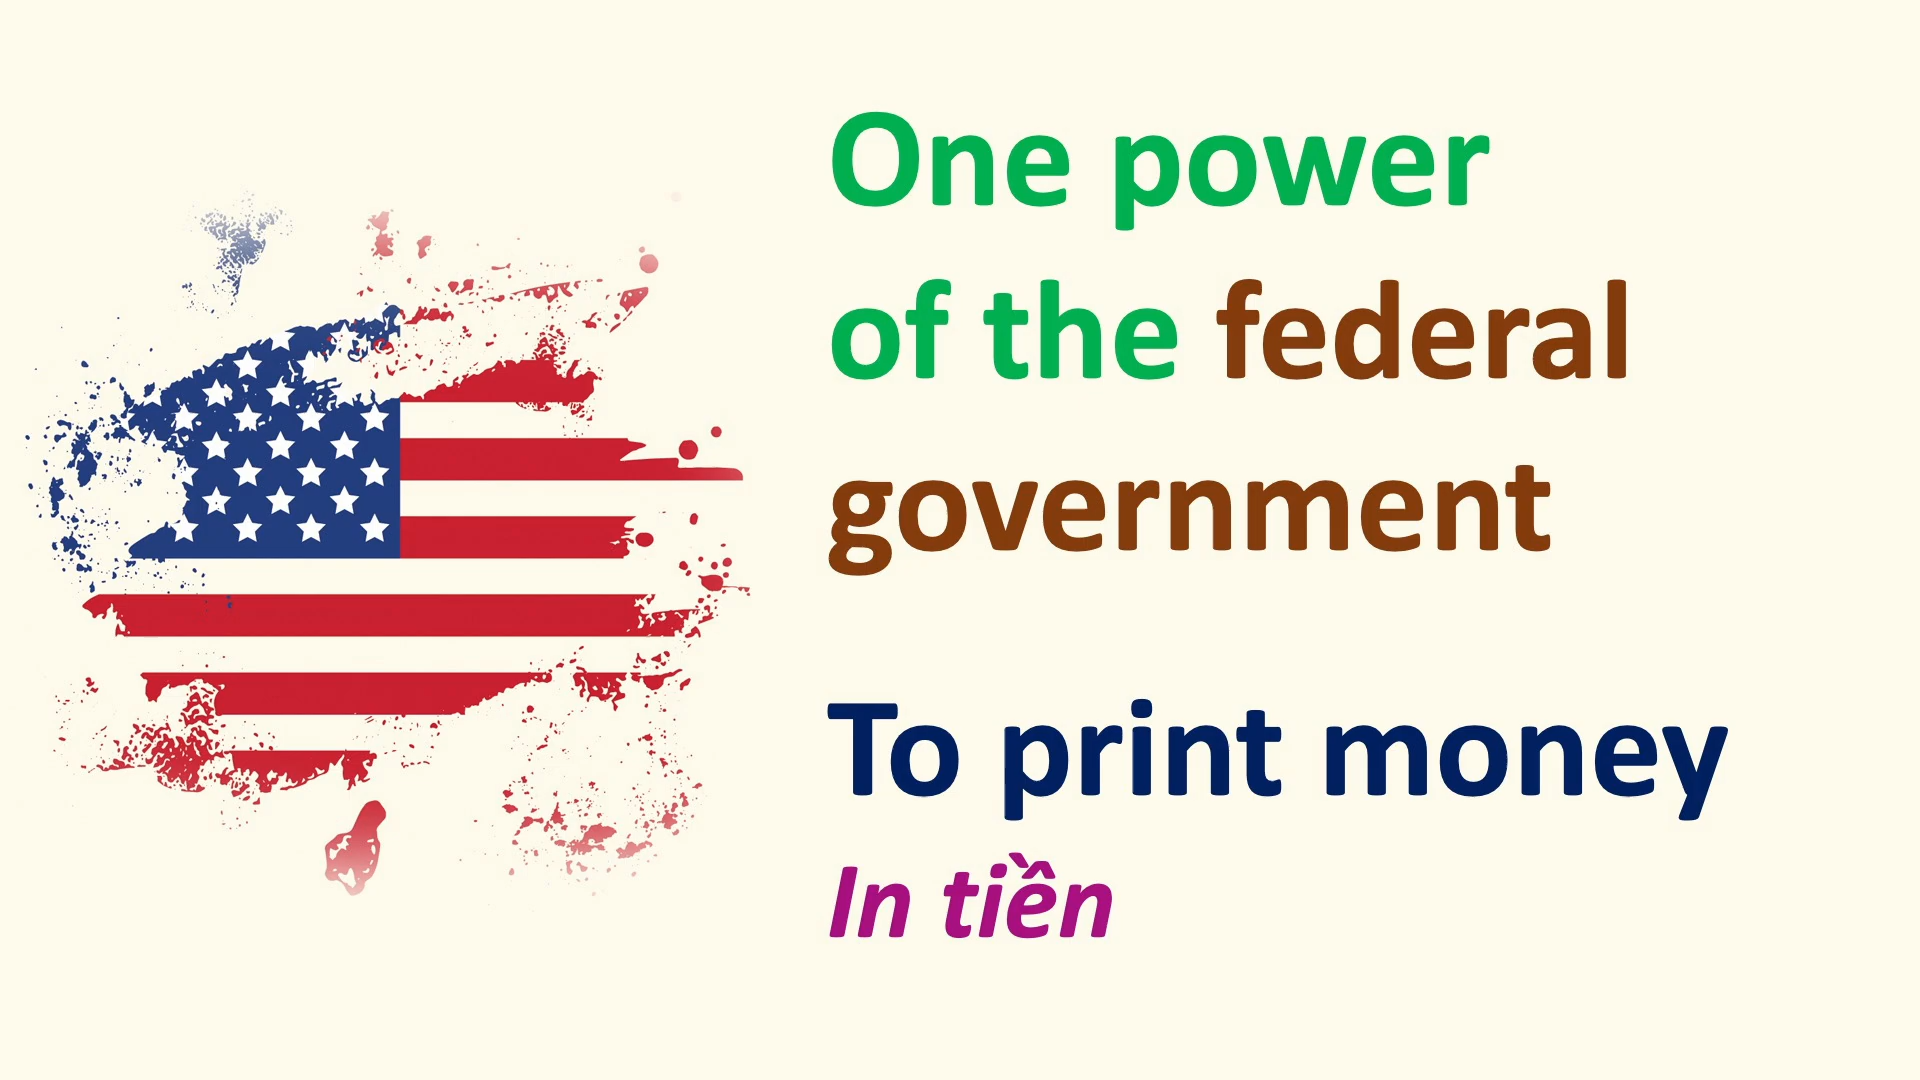 One power
of the federal
government
To print money
In tiền